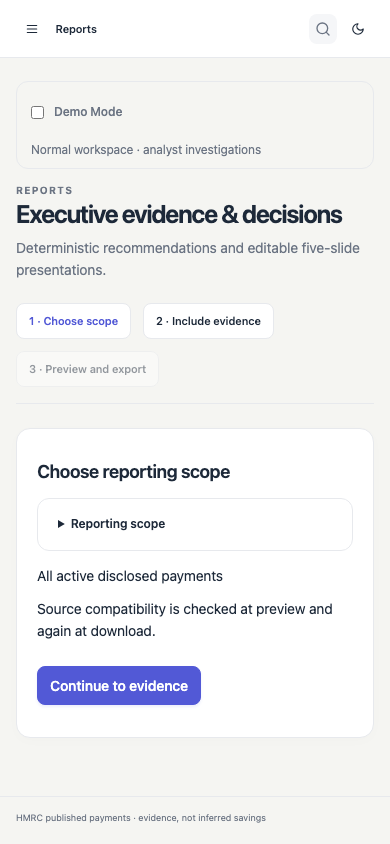 Reports
Demo Mode
Normal workspace · analyst investigations
REPORTS
Executive evidence & decisions
Deterministic recommendations and editable five-slide
presentations.
1 · Choose scope
2 · Include evidence
3 · Preview and export
Choose reporting scope
Reporting scope
All active disclosed payments
Source compatibility is checked at preview and
again at download.
Continue to evidence
HMRC published payments · evidence, not inferred savings